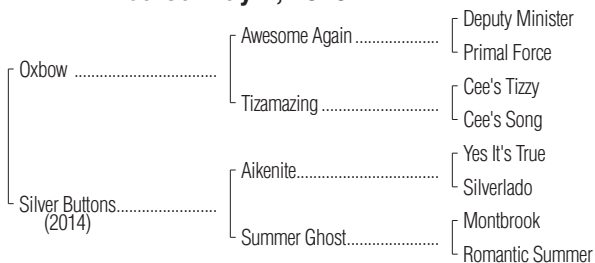 Deputy Minister
Awesome Again
Primal Force
Oxbow
Cee's Tizzy
Tizamazing
Cee's Song
Yes It's True
Aikenite
Silverlado
Silver Buttons
(2014)
Montbrook
Summer Ghost
Romantic Summer